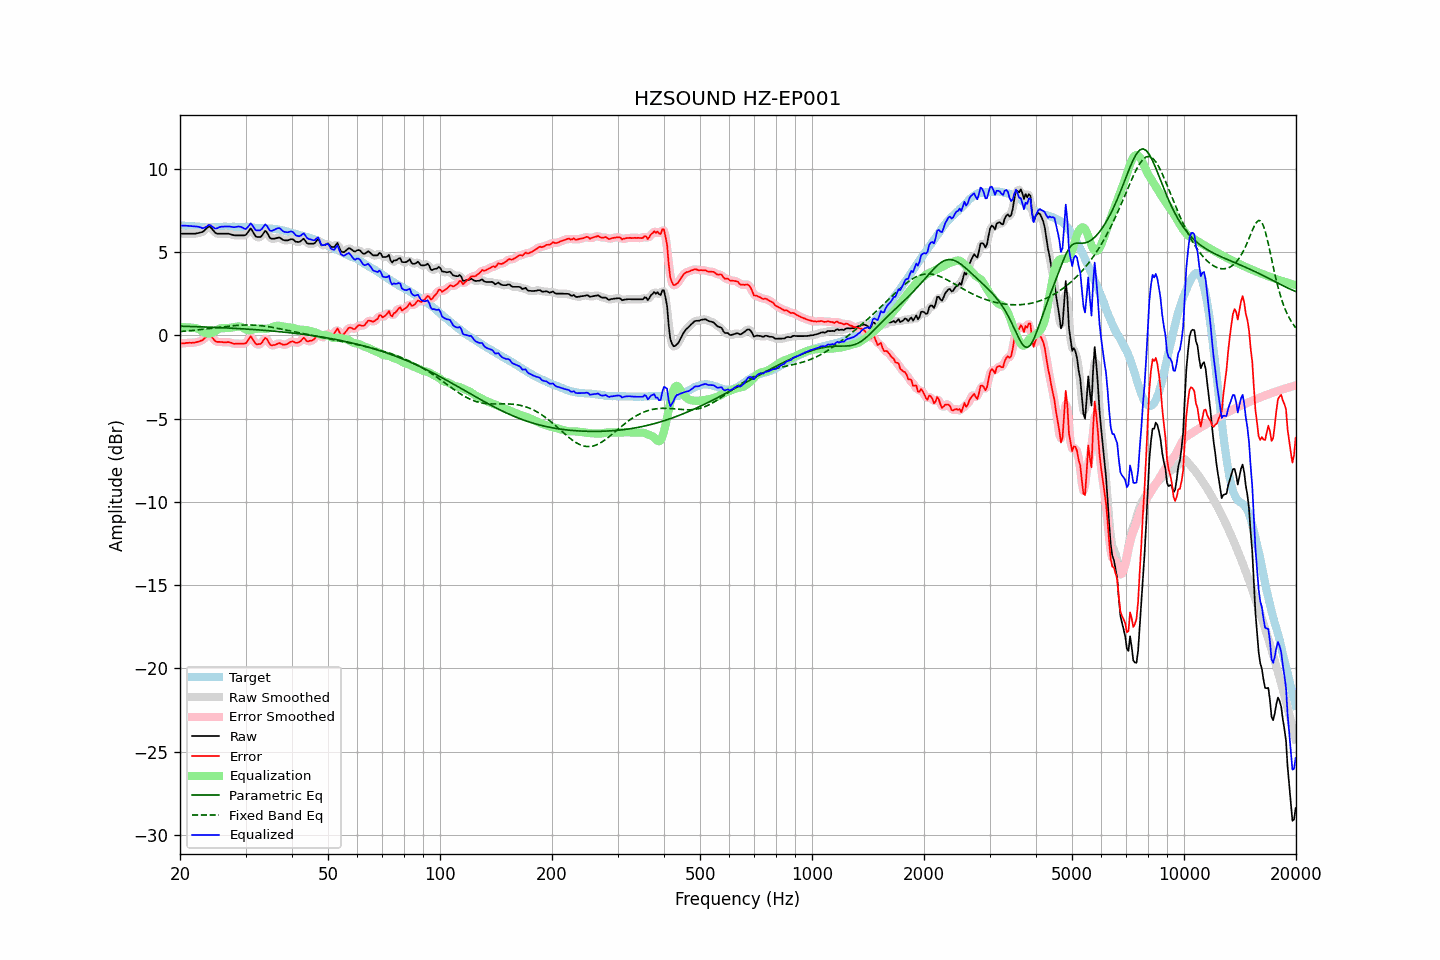 HZSOUND HZ-EP001
Amplitude (dBr)
10
5
0
−5
−10
−15
−20
−25
−30
Target
Raw Smoothed
Error Smoothed
Raw
Error
Equalization
Parametric Eq
Fixed Band Eq
Equalized
20 50 100 200 500 1000 2000 5000 10000 20000
Frequency (Hz)